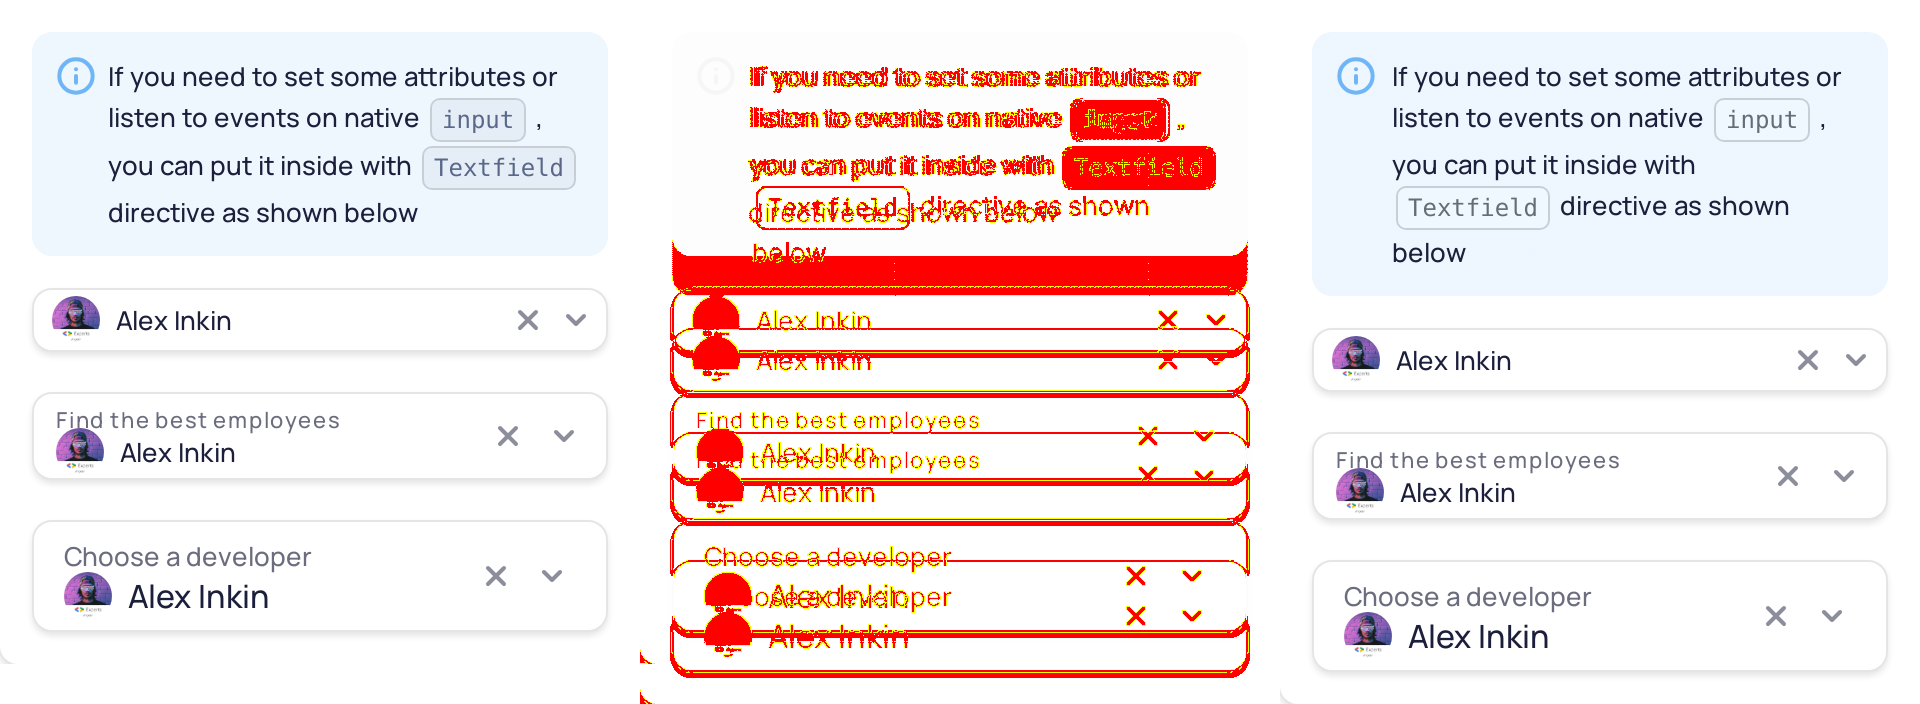 If you need to set some attributes or
listen to events on native input ,
you can put it inside with Textfield
directive as shown below
Alex Inkin
Find the best employees
Alex Inkin
Choose a developer
Alex Inkin
If you need to set some attributes or
listen to events on native
you can put it inside with Textfield
directive as shown below
Textfield directive as shown
below
Alex Inkin
Alex Inkin
Find the best employees
Alex Inkin
the best employees
Alex Inkin
Choose a developer
Alex Inkin
developer
Alex Inkin
If you need to set some attributes or
listen to events on native input ,
you can put it inside with
Textfield directive as shown
below
Alex Inkin
Find the best employees
Alex Inkin
Choose a developer
Alex Inkin